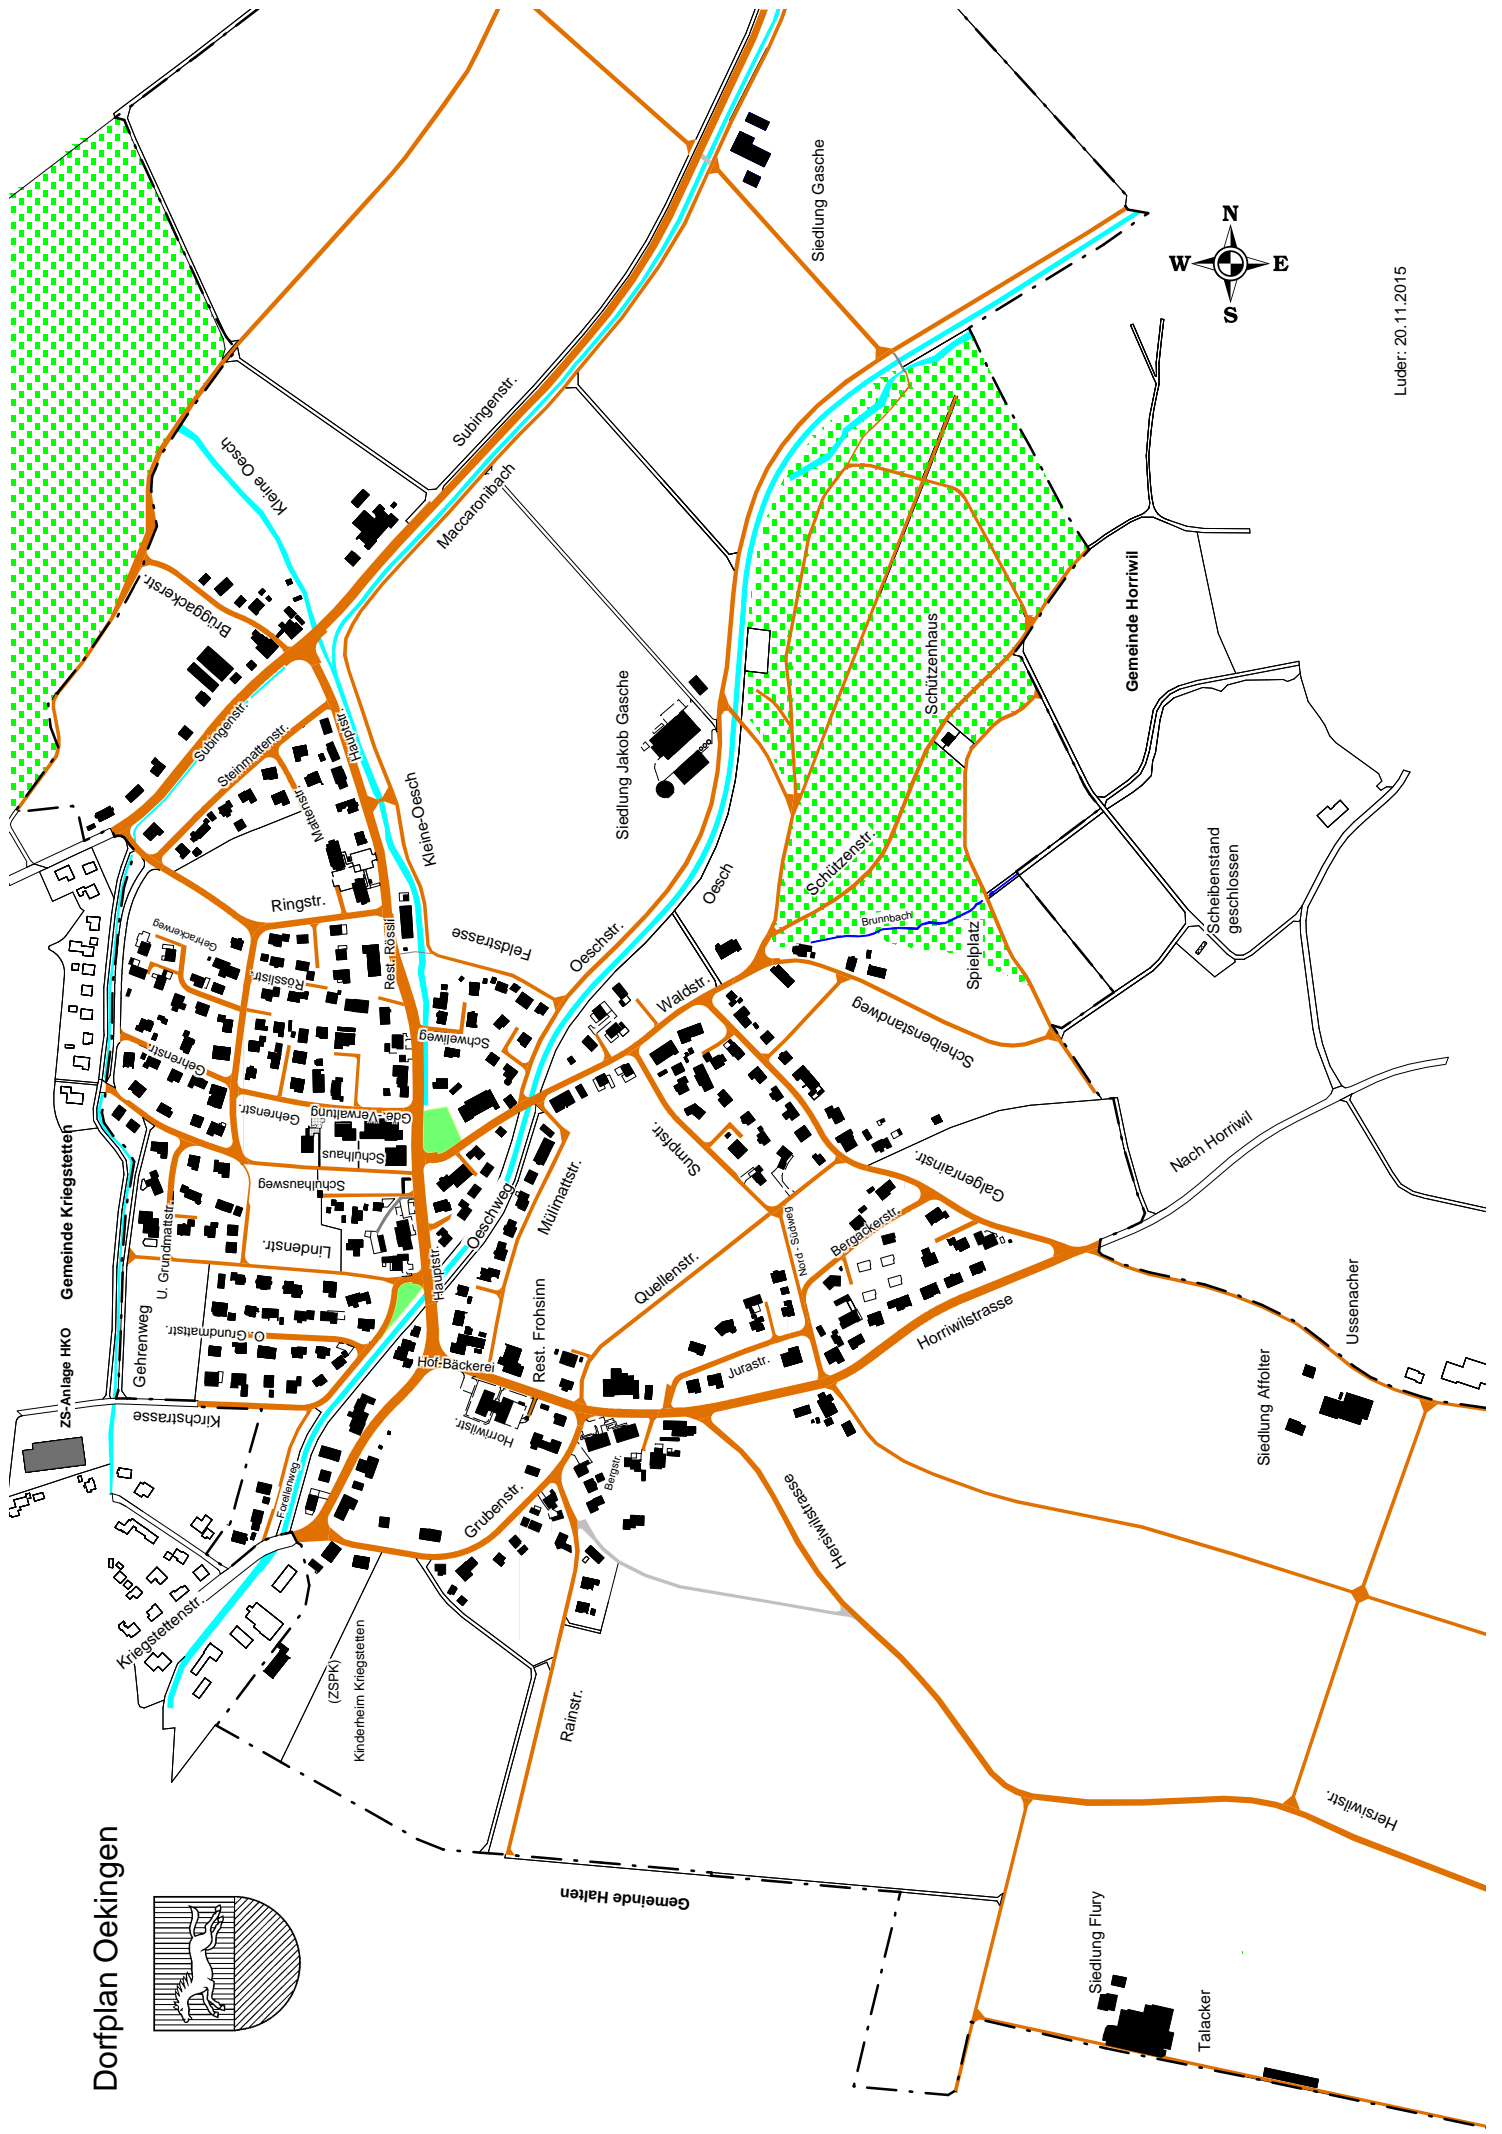 Dorfplan Oekingen
ZS-Anlage HKO
Gemeinde Kriegstetten
Gehrenweg
Kirchstrasse
Kriegstettenstr.
Forellenweg
(ZSPK)
Kinderheim Kriegstetten
U. Grundmattstr.
O. Grundmattstr.
Lindenstr.
Schulhausweg
Schulhaus
Gde.-Verwaltung
Gehrenstr.
Gehrenstr.
Gehrackerweg
Rösslistr.
Ringstr.
Rest. Rössli
Mattenstr.
Steinmattenstr.
Subingenstr.
Hauptstr.
Brüggackerstr.
Kleine Oesch
Subingenstr.
Maccaronibach
Kleine-Oesch
Feldstrasse
Schweliweg
Oeschstr.
Oesch
Oeschweg
Hauptstr.
Hof-Bäckerei
Horriwilstr.
Rest. Frohsinn
Mülimattstr.
Grubenstr.
Bergstr.
Rainstr.
Quellenstr.
Sumpfstr.
Waldstr.
Jurastr.
Nord - Südweg
Bergackerstr.
Galgenrainstr.
Horriwilstrasse
Hersiwilstrasse
Hersiwilstr.
Scheibenstandweg
Schützenstr.
Schützenhaus
Brunnbach
Spielplatz
Siedlung Jakob Gasche
Siedlung Gasche
Gemeinde Horriwil
Scheibenstand
geschlossen
Nach Horriwil
Ussenacher
Siedlung Affolter
Gemeinde Halten
Siedlung Flury
Talacker
N
W
E
S
Luder: 20.11.2015